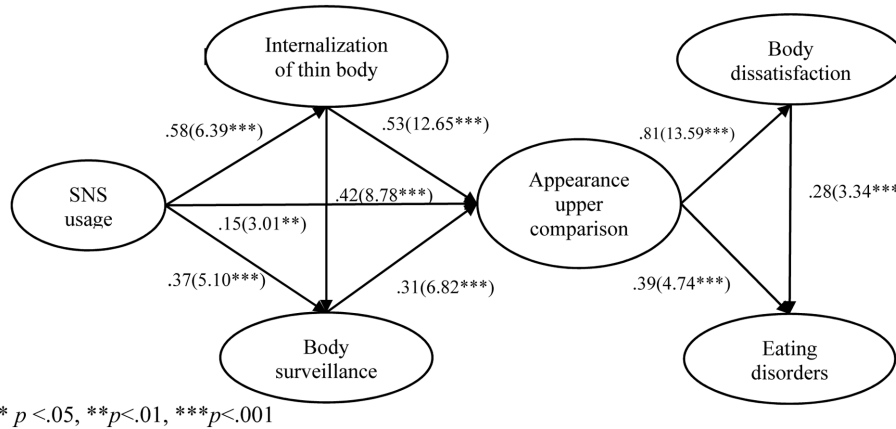 Internalization
of thin body
Body
dissatisfaction
.58(6.39***)
.53(12.65***)
.81(13.59***)
SNS
usage
.42(8.78***)
Appearance
upper
comparison
.28(3.34***
.15(3.01**)
.37(5.10***)
.31(6.82***)
.39(4.74***)
Body
surveillance
Eating
disorders
* p <.05, **p<.01, ***p<.001